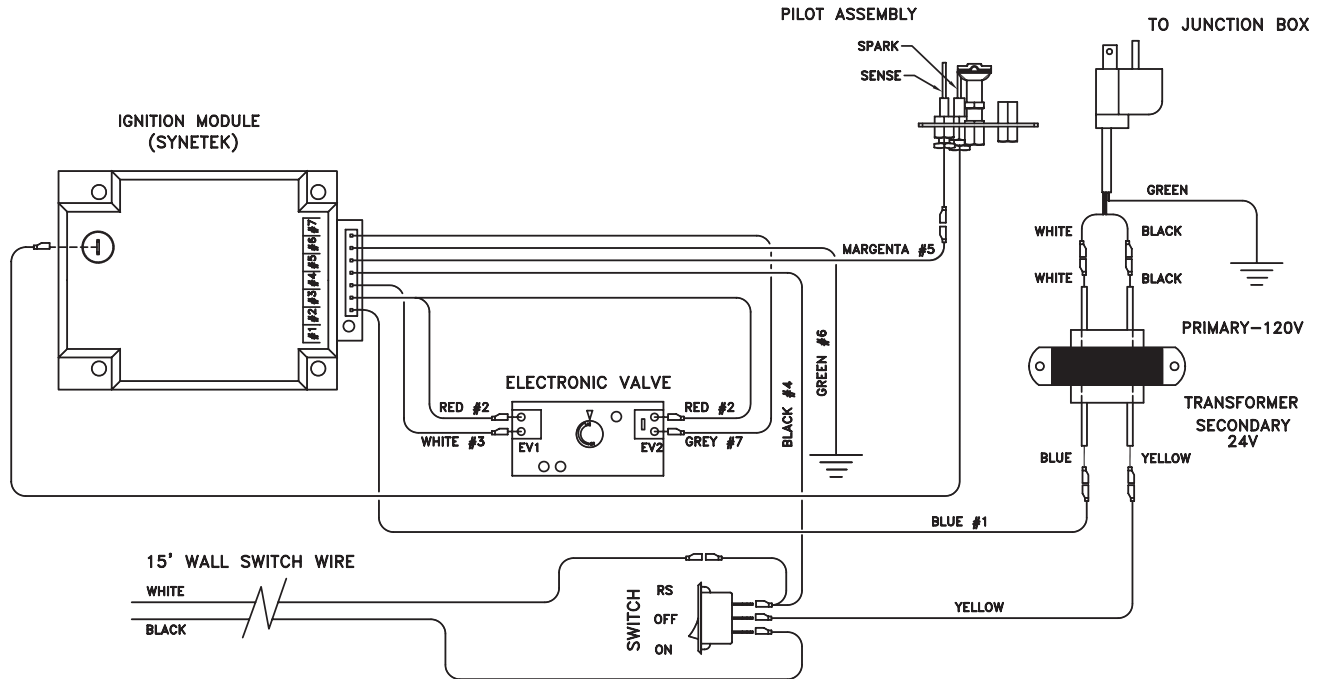 PILOT ASSEMBLY
TO JUNCTION BOX
SPARK
SENSE
IGNITION MODULE
(SYNETEK)
GREEN
WHITE
BLACK
#7
#6
#5
#4
#3
#2
#1
MARGENTA #5
WHITE
BLACK
PRIMARY-120V
GREEN #6
BLACK #4
ELECTRONIC VALVE
RED #2
RED #2
WHITE #3
EV1
EV2
GREY #7
TRANSFORMER
SECONDARY
24V
BLUE
YELLOW
BLUE #1
15' WALL SWITCH WIRE
WHITE
BLACK
SWITCH
RS
OFF
ON
YELLOW